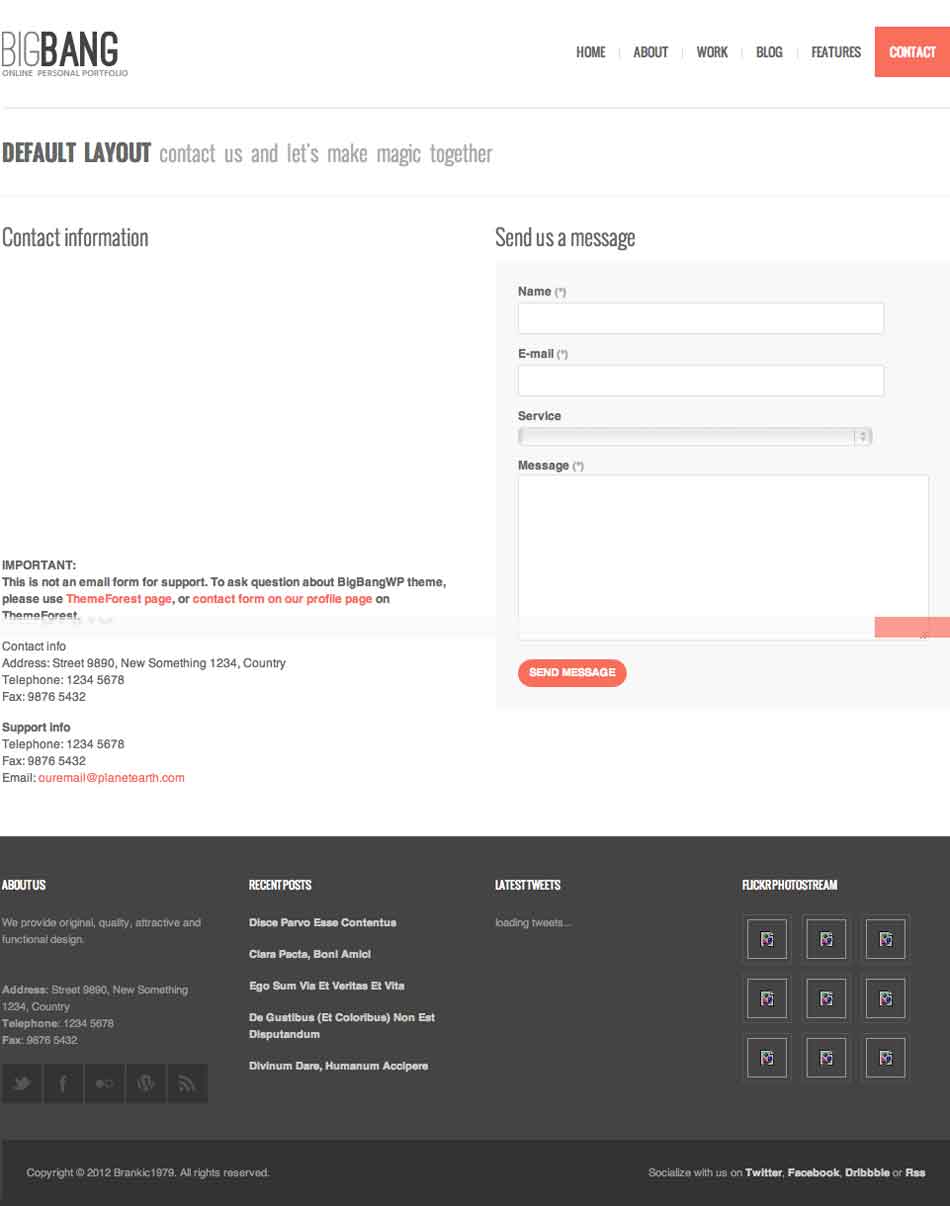 BIGBANG
ONLINE PERSONAL PORTFOLIO
HOME
ABOUT
WORK
BLOG
FEATURES
CONTACT
DEFAULT LAYOUT contact us and let's make magic together
Contact information
IMPORTANT:
This is not an email form for support. To ask question about BigBangWP theme,
please use ThemeForest page, or contact form on our profile page on
ThemeForest.
Contact info
Address: Street 9890, New Something 1234, Country
Telephone: 1234 5678
Fax: 9876 5432
Support info
Telephone: 1234 5678
Fax: 9876 5432
Email: ouremail@planetearth.com
Send us a message
Name (*)
E-mail (*)
Service
Message (*)
SEND MESSAGE
ABOUT US
We provide original, quality, attractive and
functional design.
Address: Street 9890, New Something
1234, Country
Telephone: 1234 5678
Fax: 9876 5432
RECENT POSTS
Disce Parvo Esse Contentus
Clara Pacta, Boni Amici
Ego Sum Via Et Veritas Et Vita
De Gustibus (Et Coloribus) Non Est
Disputandum
Divinum Dare, Humanum Accipere
LATEST TWEETS
loading tweets...
FLICKR PHOTOSTREAM
Copyright © 2012 Brankic1979. All rights reserved.
Socialize with us on Twitter, Facebook, Dribbble or Rss